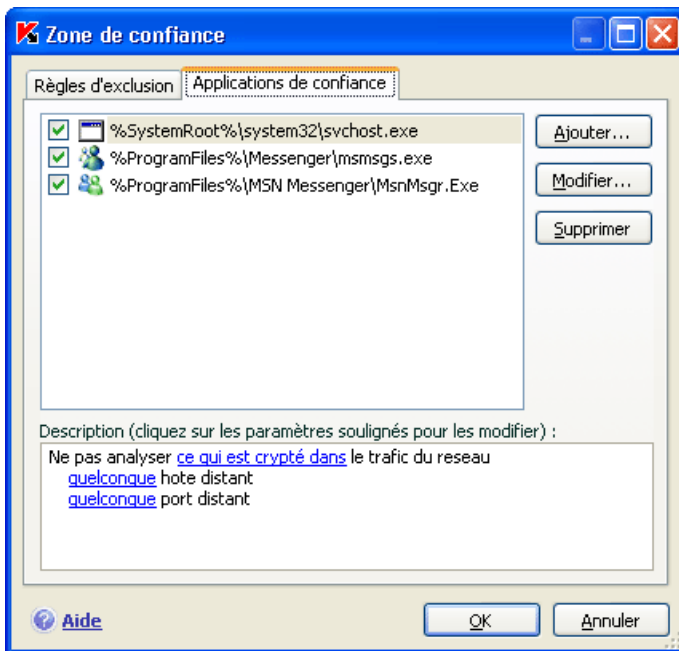 Zone de confiance
Règles d'exclusion
Applications de confiance
%SystemRoot%\system32\svchost.exe
%ProgramFiles%\Messenger\msmsgs.exe
%ProgramFiles%\MSN Messenger\MsnMsgr.Exe
Ajouter...
Modifier...
Supprimer
Description (cliquez sur les paramètres soulignés pour les modifier) :
Ne pas analyser ce qui est crypté dans le trafic du reseau
quelconque hote distant
quelconque port distant
Aide
OK
Annuler